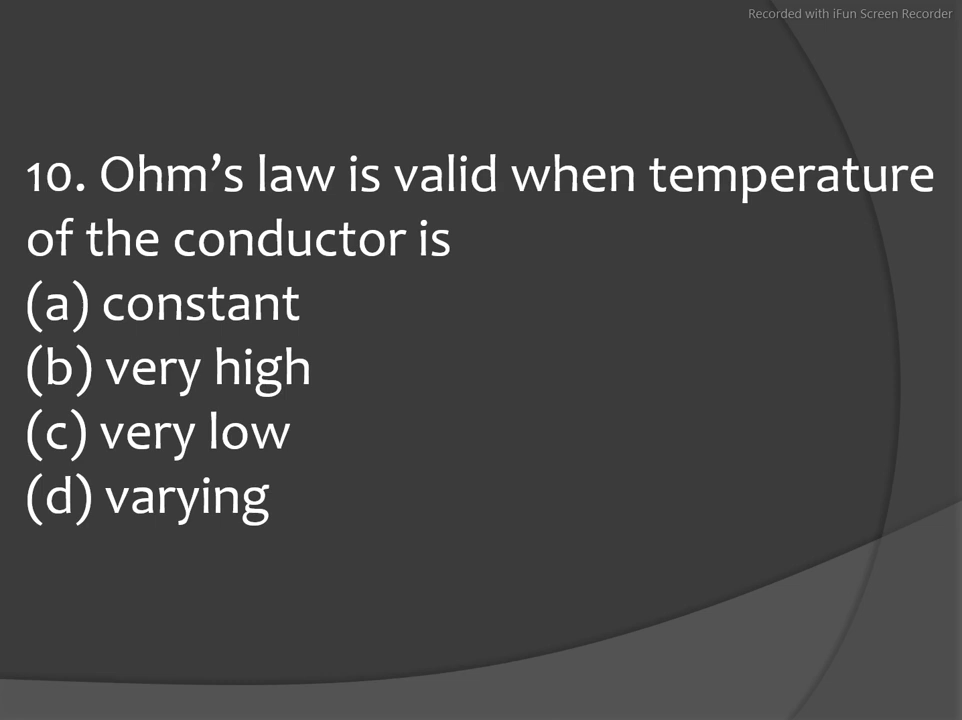 Recorded with iFun Screen Recorder
10. Ohm’s law is valid when temperature
of the conductor is
(a) constant
(b) very high
(c) very low
(d) varying